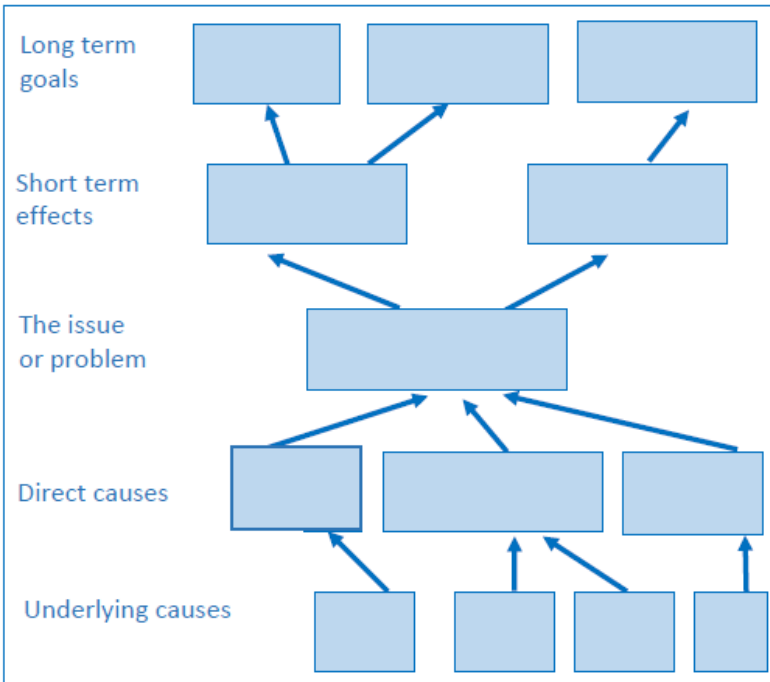 Long term
goals
Short term
effects
The issue
or problem
Direct causes
Underlying causes